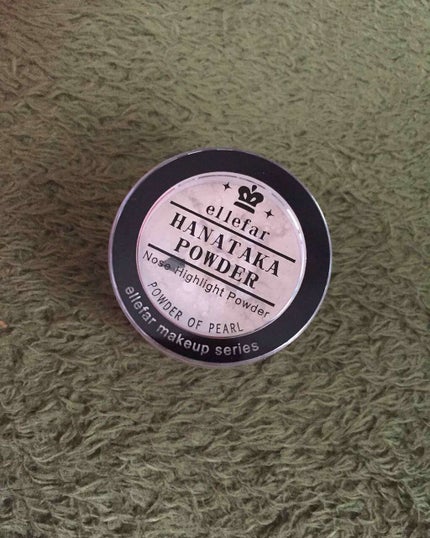 ellefar
HANATAKA
POWDER
Nose Highlight Powder
POWDER OF PEARL
ellefar makeup series